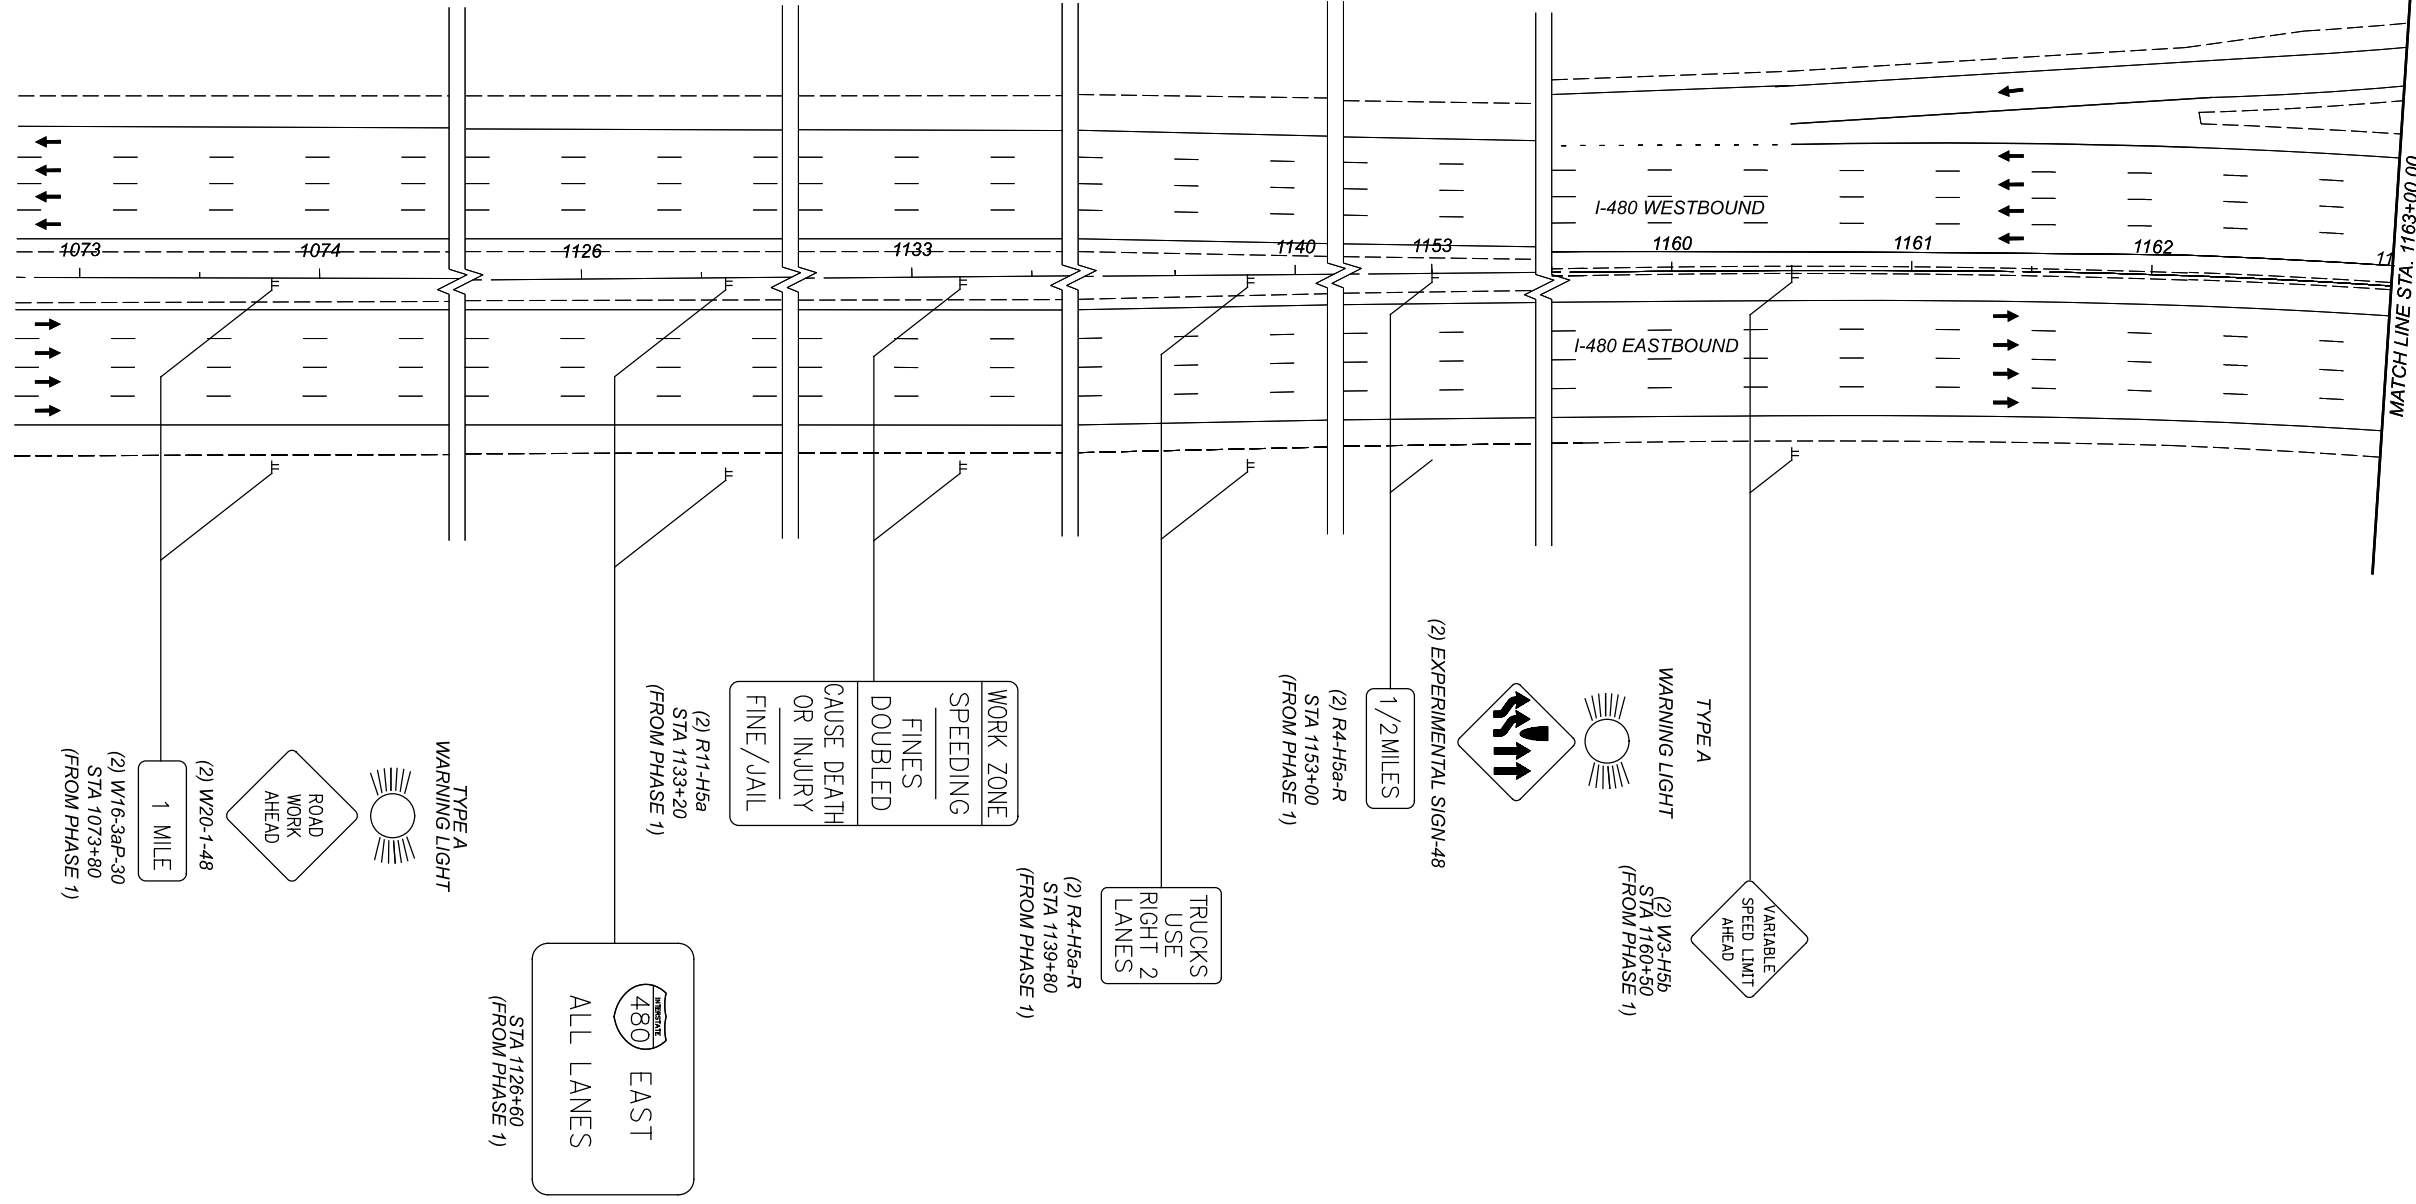 1073
1074
1126
1133
1140
1153
1160
1161
1162
11
I-480 WESTBOUND
I-480 EASTBOUND
MATCH LINE STA. 1163+00.00
TYPE A
WARNING LIGHT
ROAD
WORK
AHEAD
(2) W20-1-48
1 MILE
(2) W16-3aP-30
STA 1073+80
(FROM PHASE 1)
INTERSTATE
480 EAST
ALL LANES
STA 1126+60
(FROM PHASE 1)
WORK ZONE
SPEEDING
FINES
DOUBLED
CAUSE DEATH
OR INJURY
FINE/JAIL
(2) R11-H5a
STA 1133+20
(FROM PHASE 1)
TRUCKS
USE
RIGHT 2
LANES
(2) R4-H5a-R
STA 1139+80
(FROM PHASE 1)
TYPE A
WARNING LIGHT
(2) EXPERIMENTAL SIGN-48
1/2MILES
(2) R4-H5a-R
STA 1153+00
(FROM PHASE 1)
VARIABLE
SPEED LIMIT
AHEAD
(2) W3-H5b
STA 1160+50
(FROM PHASE 1)